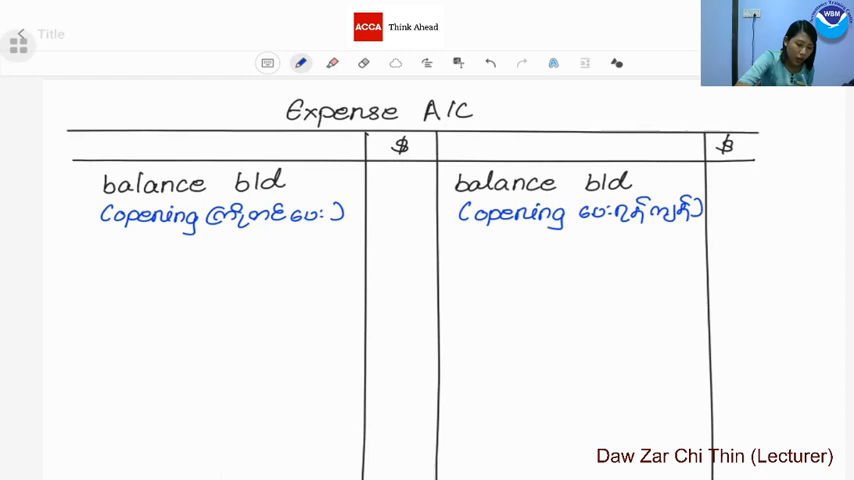 Title
ACCA Think Ahead
WBM
Expense A/C
$ $
balance b/d balance b/d
(opening ကြိုတင်ပေး) (opening ပေးရန်ကျန်)
Daw Zar Chi Thin (Lecturer)